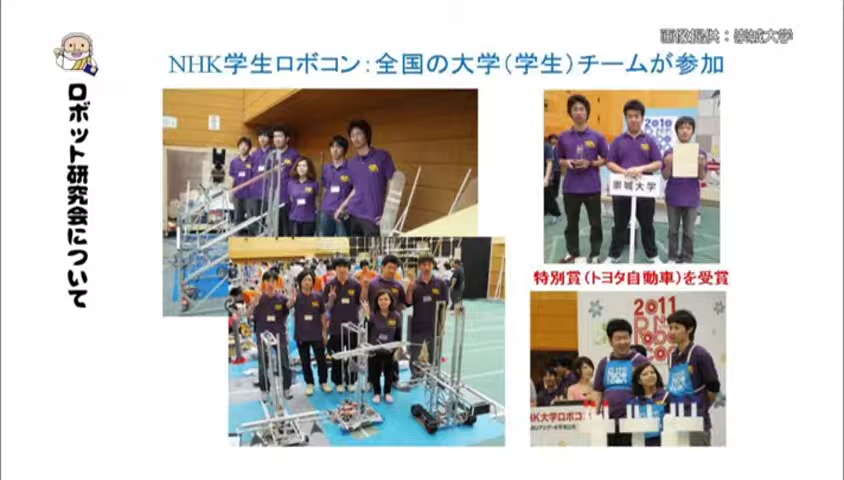 画像提供：崇城大学
NHK学生ロボコン：全国の大学（学生）チームが参加
ロボット研究会について
2010
崇城大学
特別賞（トヨタ自動車）を受賞
2011
NHK大学ロボコ